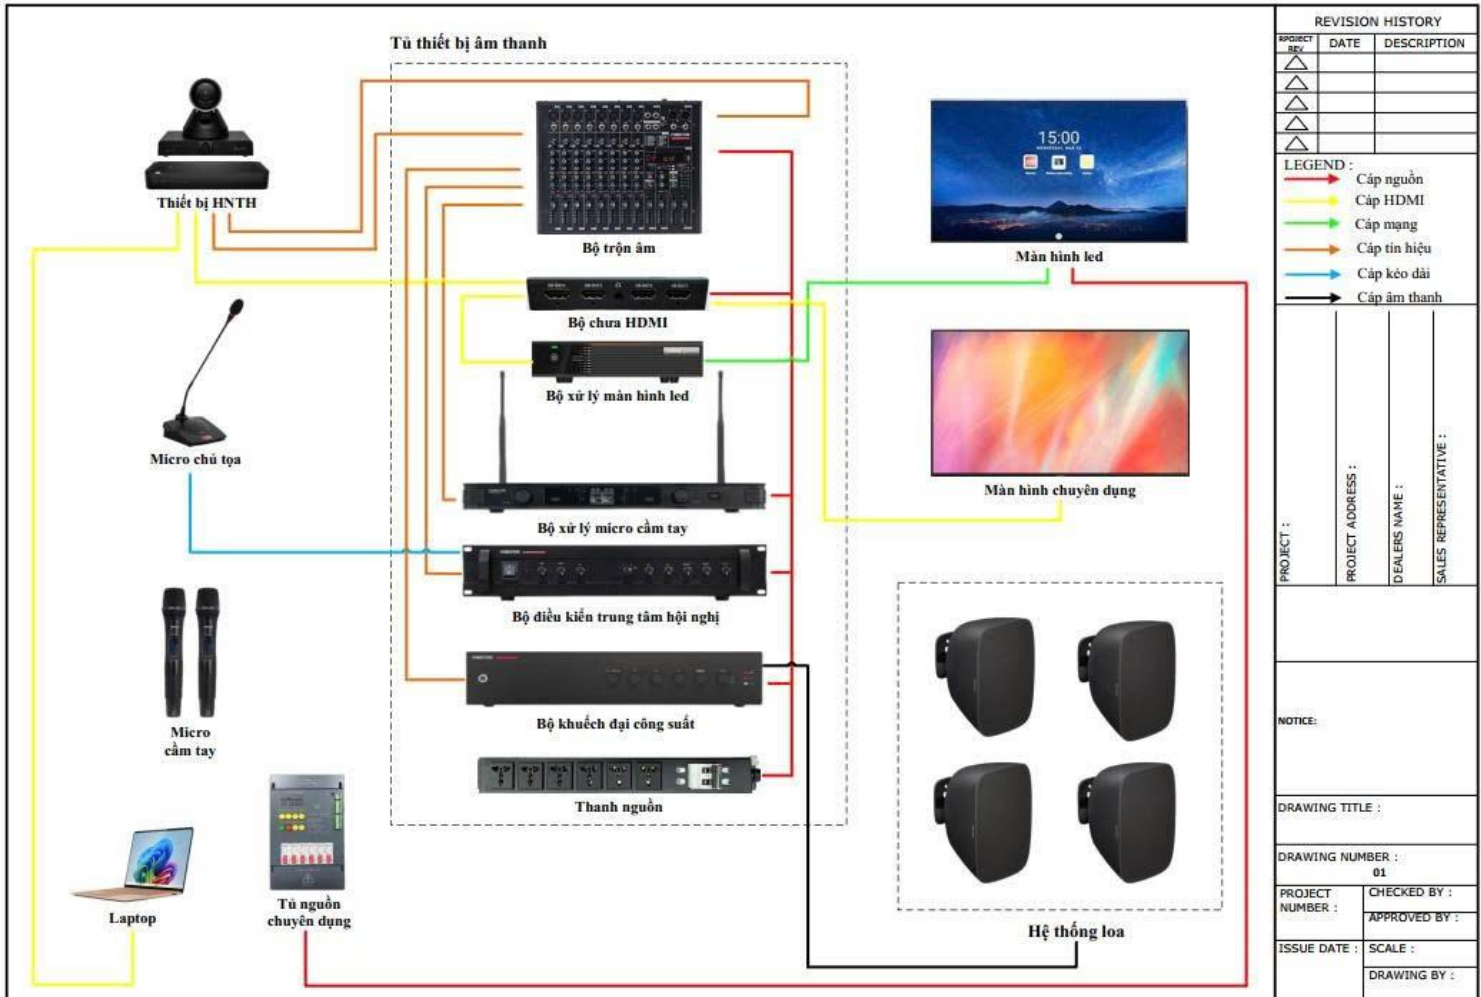 Tủ thiết bị âm thanh
Thiết bị HNTH
Bộ trộn âm
15:00
Màn hình led
Bộ chưa HDMI
Bộ xử lý màn hình led
Micro chủ tọa
Màn hình chuyên dụng
Bộ xử lý micro cầm tay
Bộ điều kiển trung tâm hội nghị
Micro
cầm tay
Bộ khuếch đại công suất
Thanh nguồn
Laptop
Tủ nguồn
chuyên dụng
Hệ thống loa
REVISION HISTORY
RPOJECT
REV
DATE
DESCRIPTION
LEGEND :
Cáp nguồn
Cáp HDMI
Cáp mạng
Cáp tín hiệu
Cáp kéo dài
Cáp âm thanh
PROJECT :
PROJECT ADDRESS :
DEALERS NAME :
SALES REPRESENTATIVE :
NOTICE:
DRAWING TITLE :
DRAWING NUMBER :
01
PROJECT
NUMBER :
CHECKED BY :
APPROVED BY :
ISSUE DATE :
SCALE :
DRAWING BY :